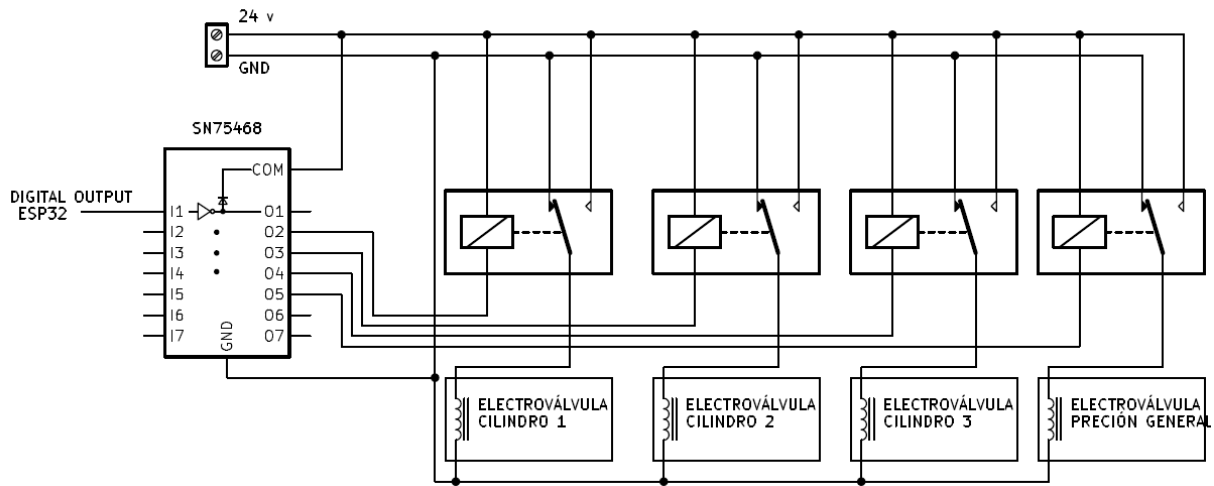 24 v
GND
SN75468
COM
DIGITAL OUTPUT
ESP32
I1
O1
I2
O2
I3
O3
I4
O4
I5
O5
I6
O6
I7
O7
GND
ELECTROVÁLVULA
CILINDRO 1
ELECTROVÁLVULA
CILINDRO 2
ELECTROVÁLVULA
CILINDRO 3
ELECTROVÁLVULA
PRECIÓN GENERAL